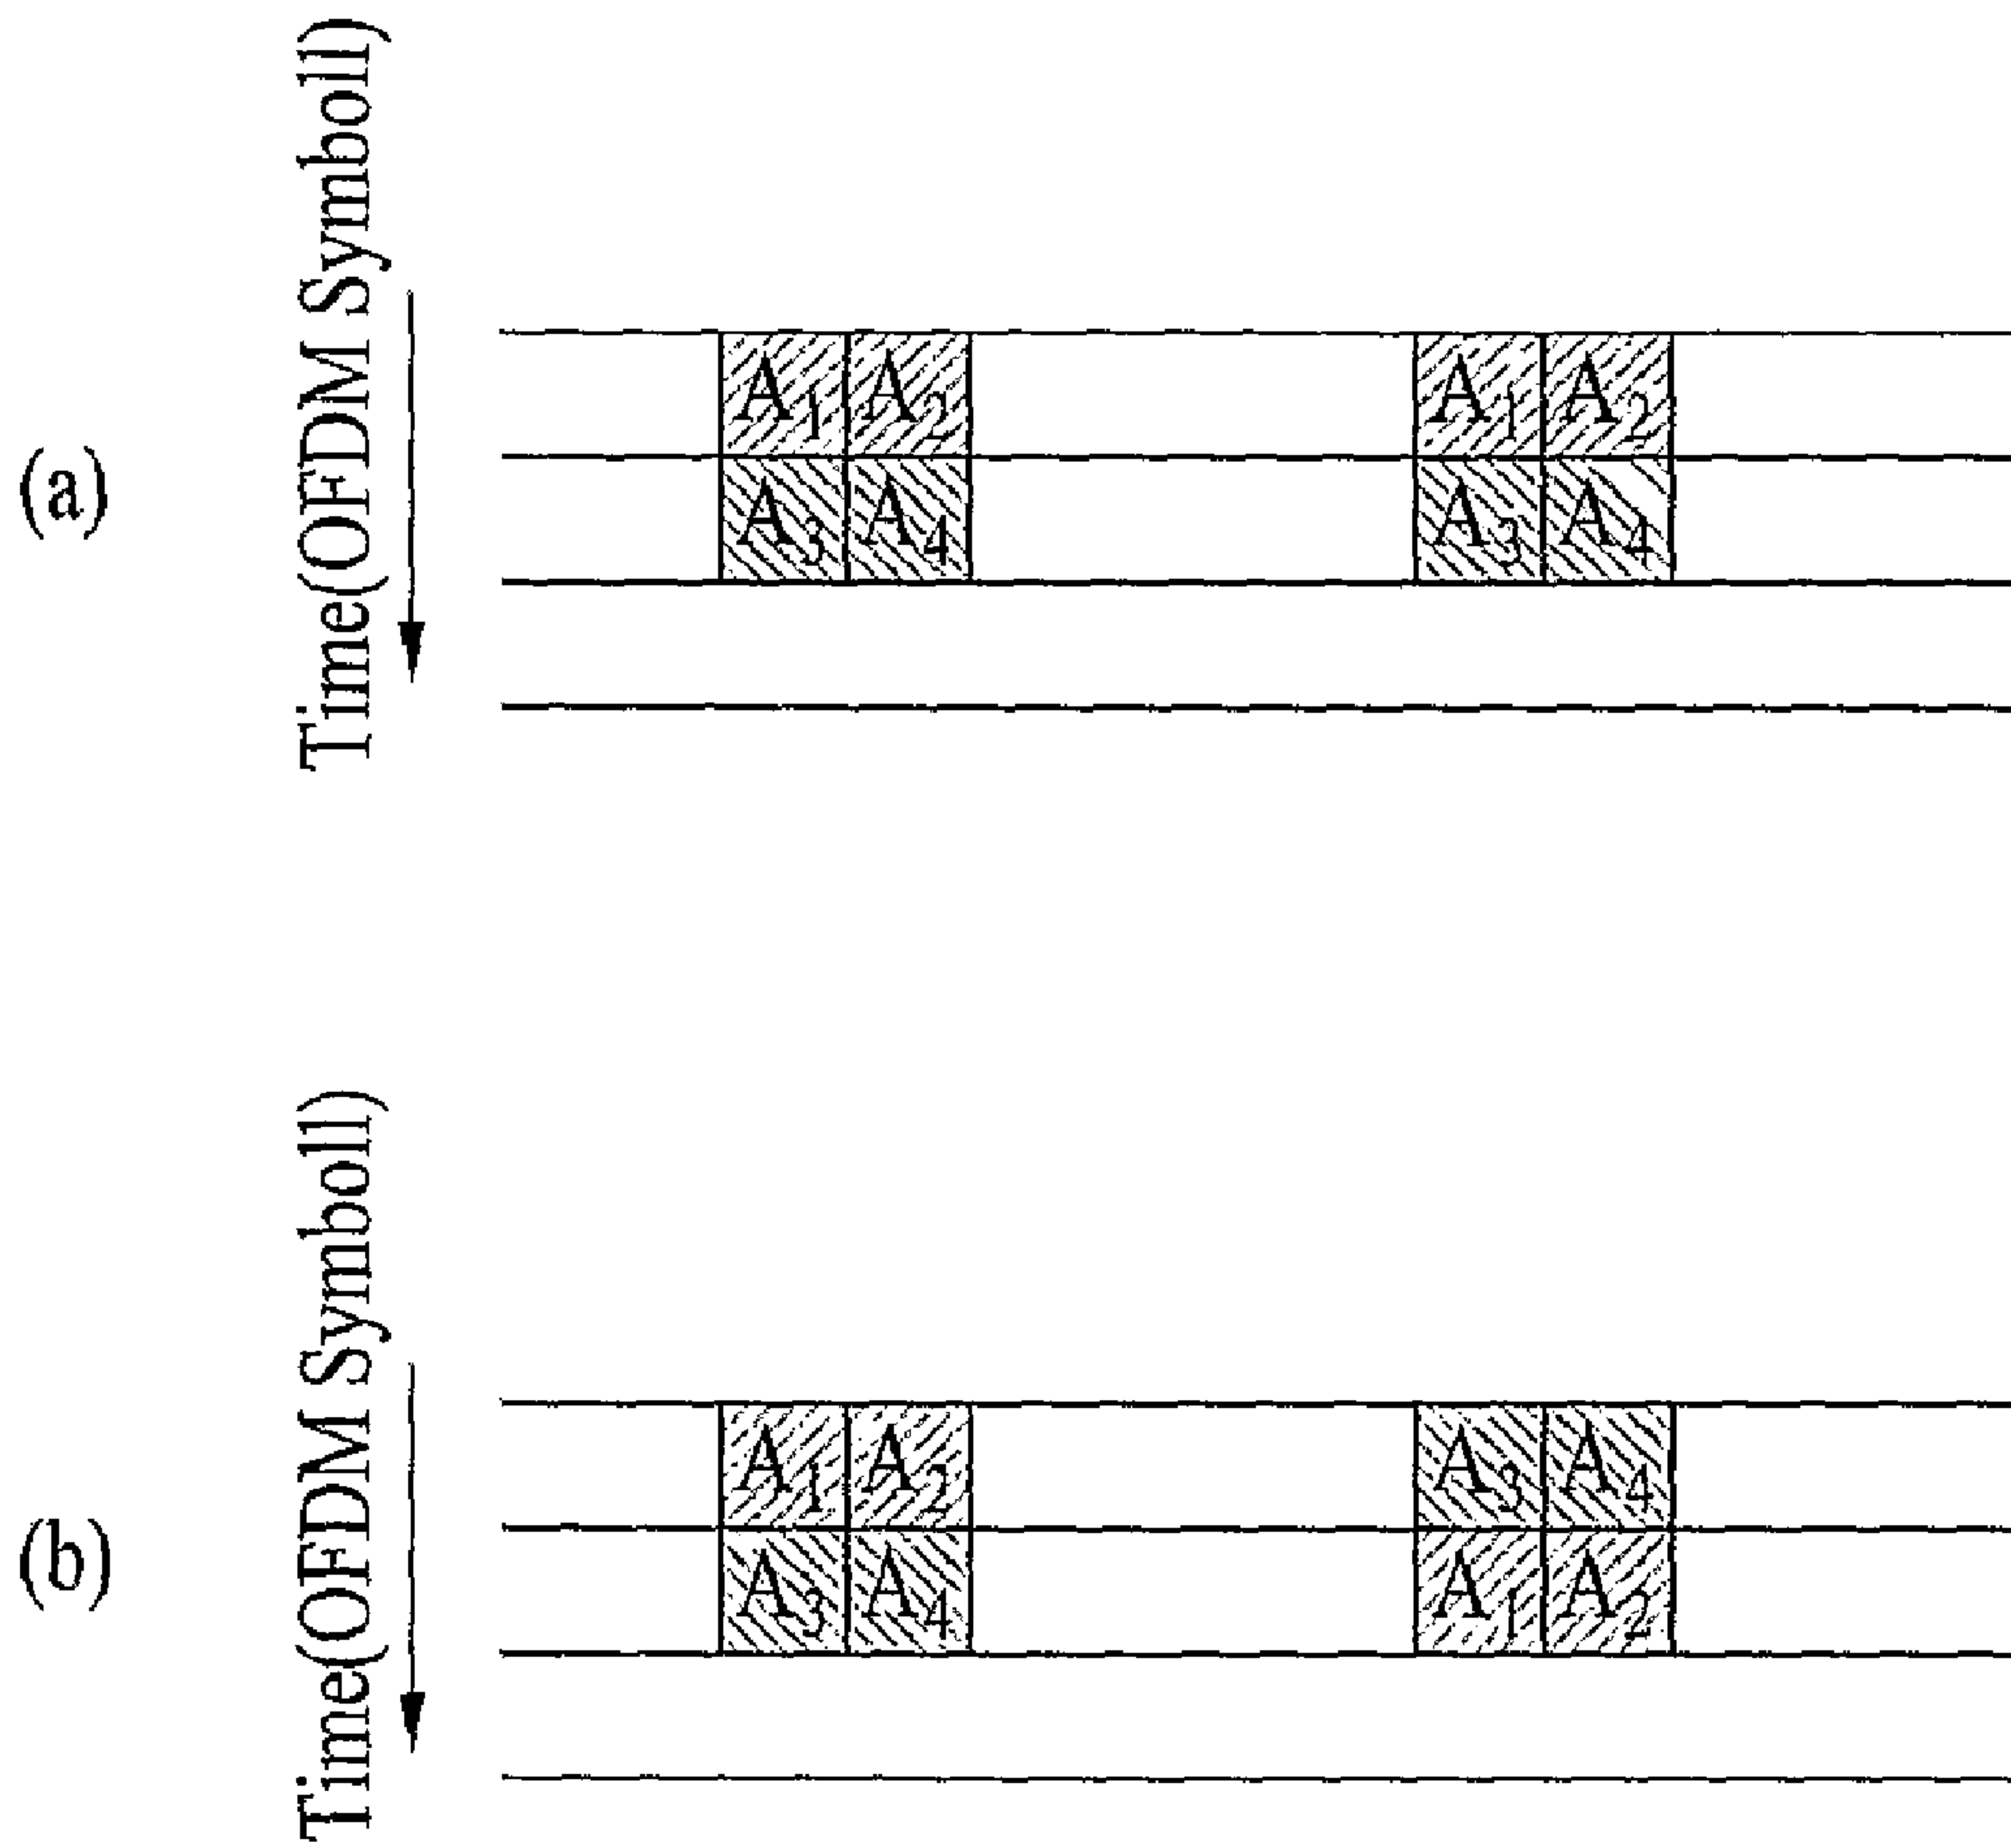 (a)
Time(OFDM Symboll)
A1 A2 A1 A2
A3 A4 A3 A4
(b)
Time(OFDM Symboll)
A1 A2 A3 A4
A3 A4 A1 A2